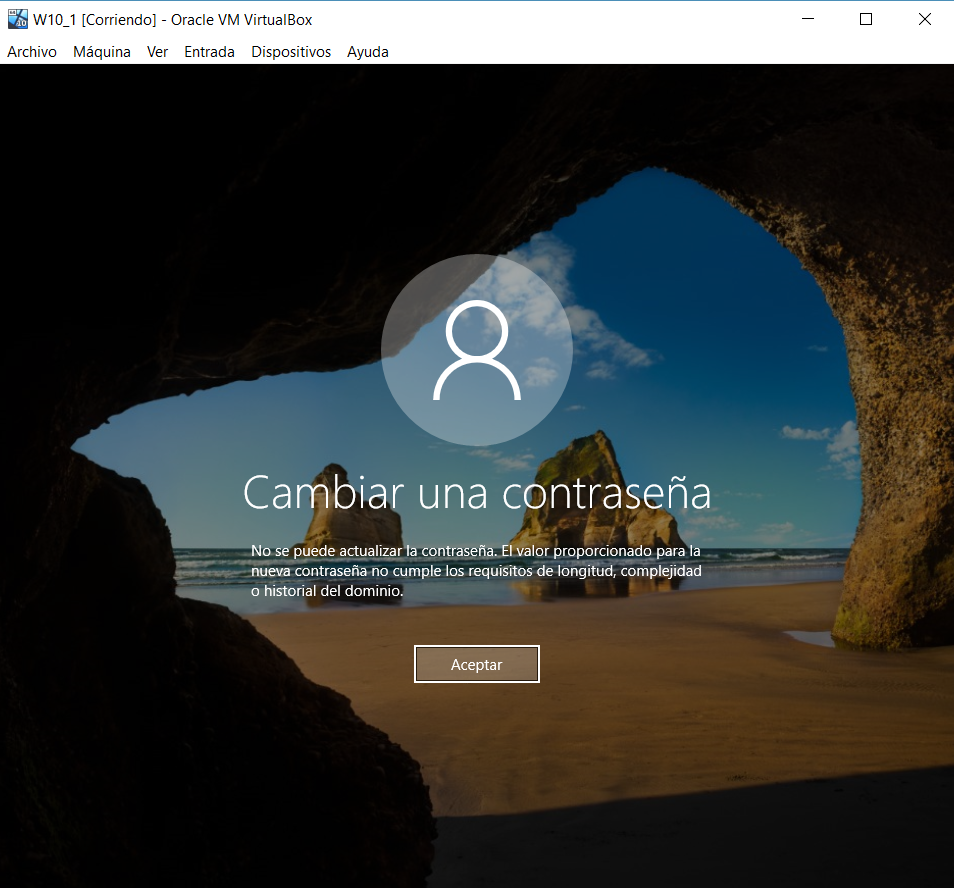 W10_1 [Corriendo] - Oracle VM VirtualBox
Archivo Máquina Ver Entrada Dispositivos Ayuda
Cambiar una contraseña
No se puede actualizar la contraseña. El valor proporcionado para la
nueva contraseña no cumple los requisitos de longitud, complejidad
o historial del dominio.
Aceptar